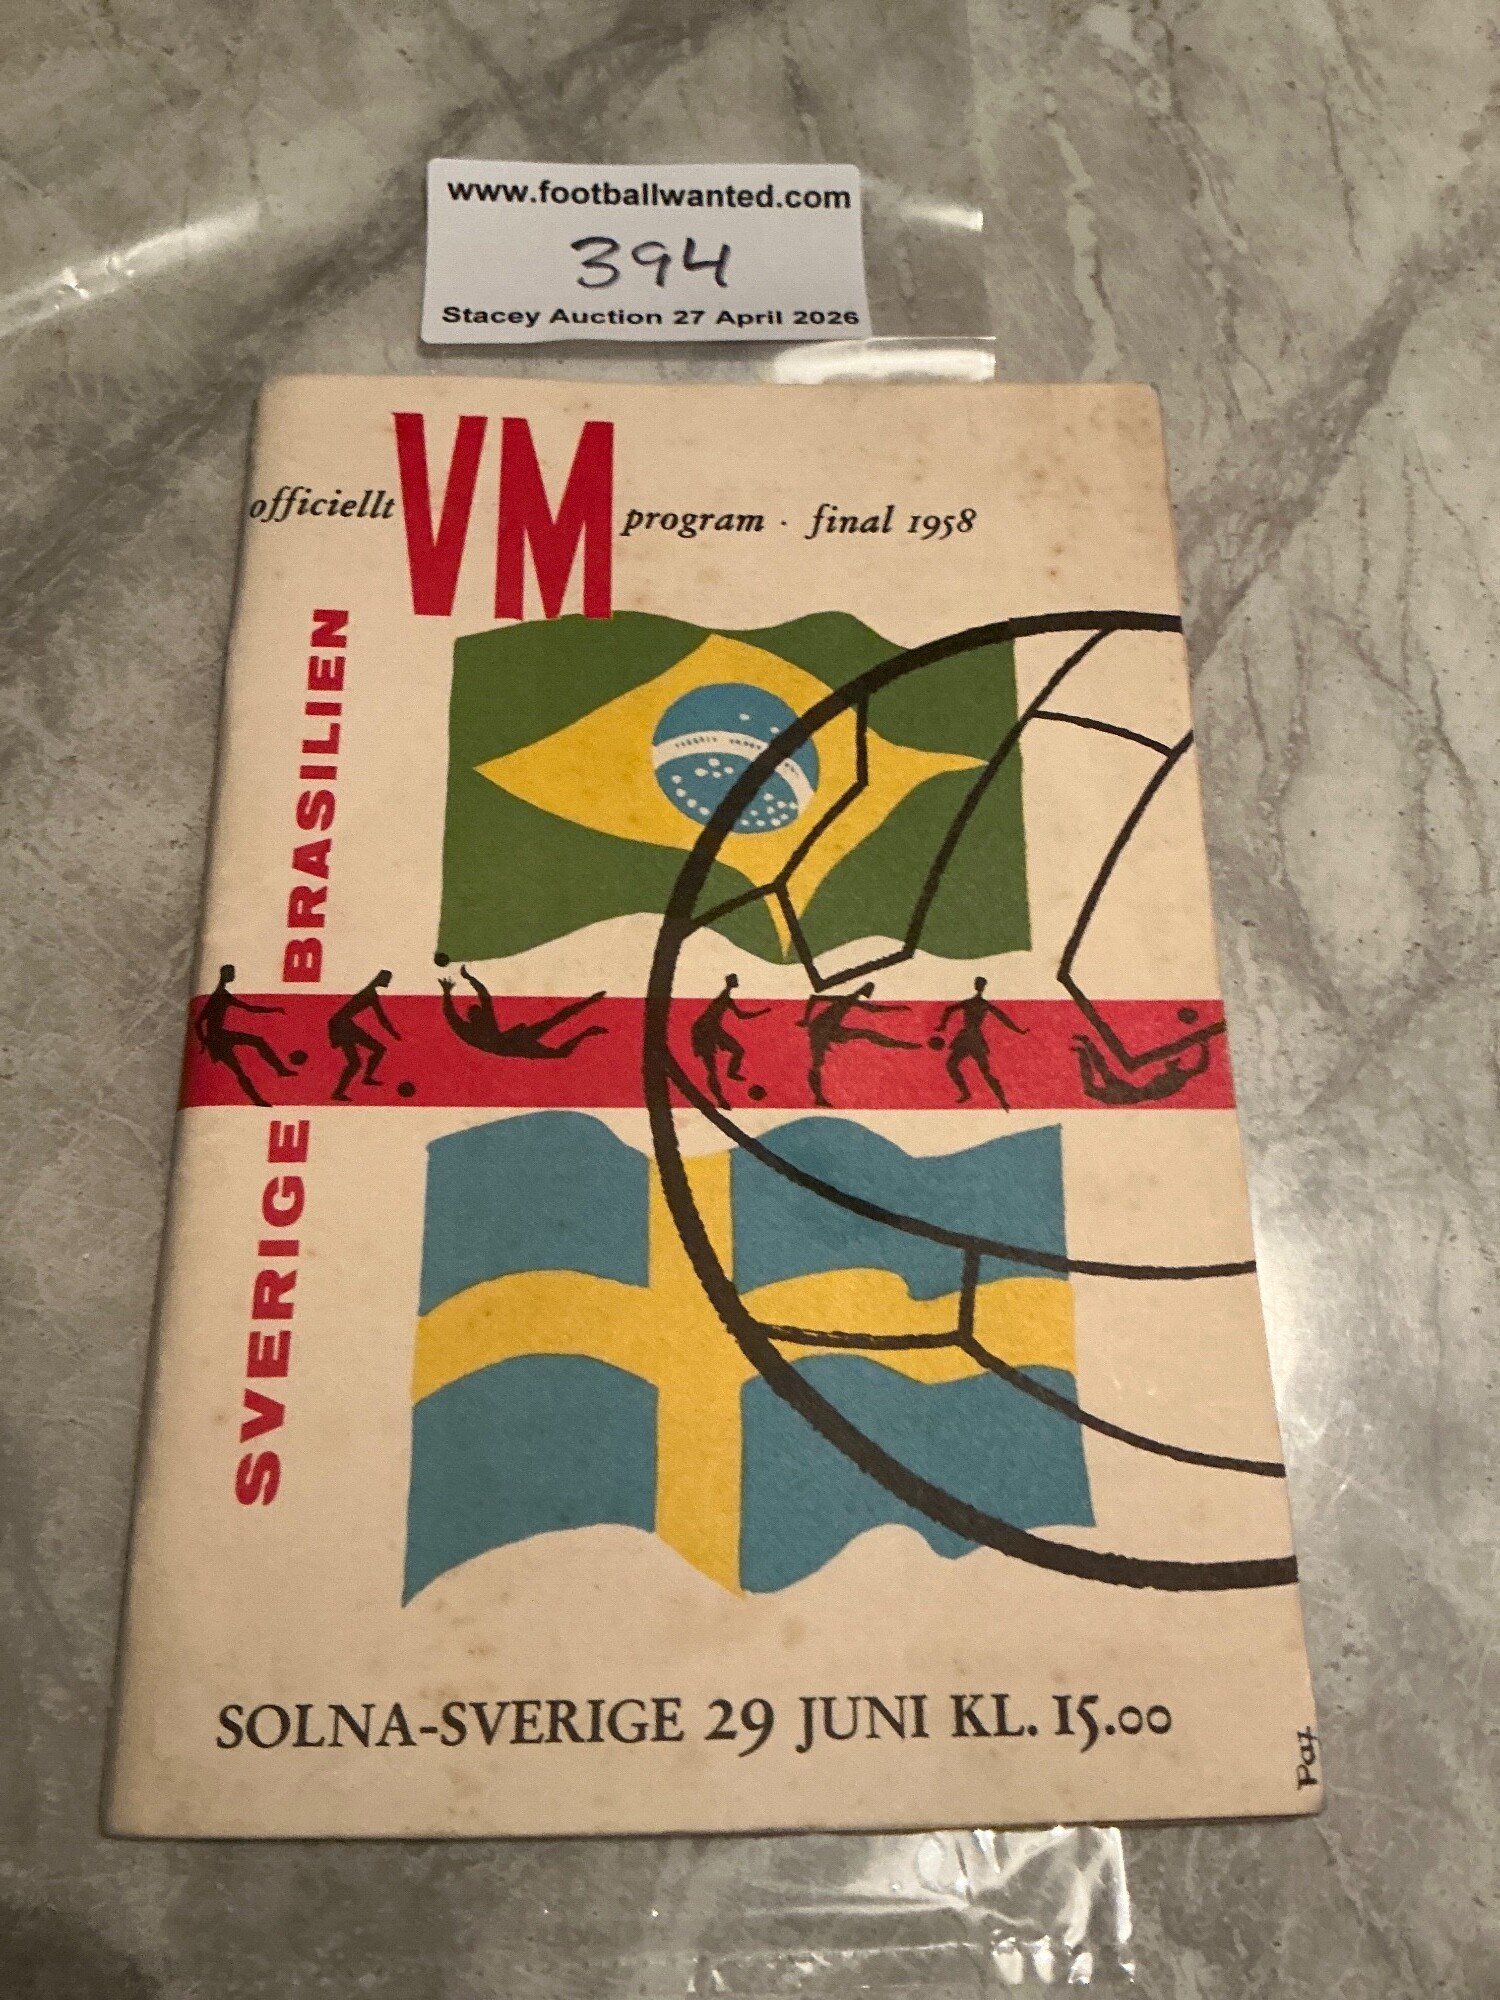 www.footballwanted.com
394
Stacey Auction 27 April 2026
officiellt VM program · final 1958
BRASILIEN
SVERIGE
SOLNA-SVERIGE 29 JUNI KL. 15.00
Paz